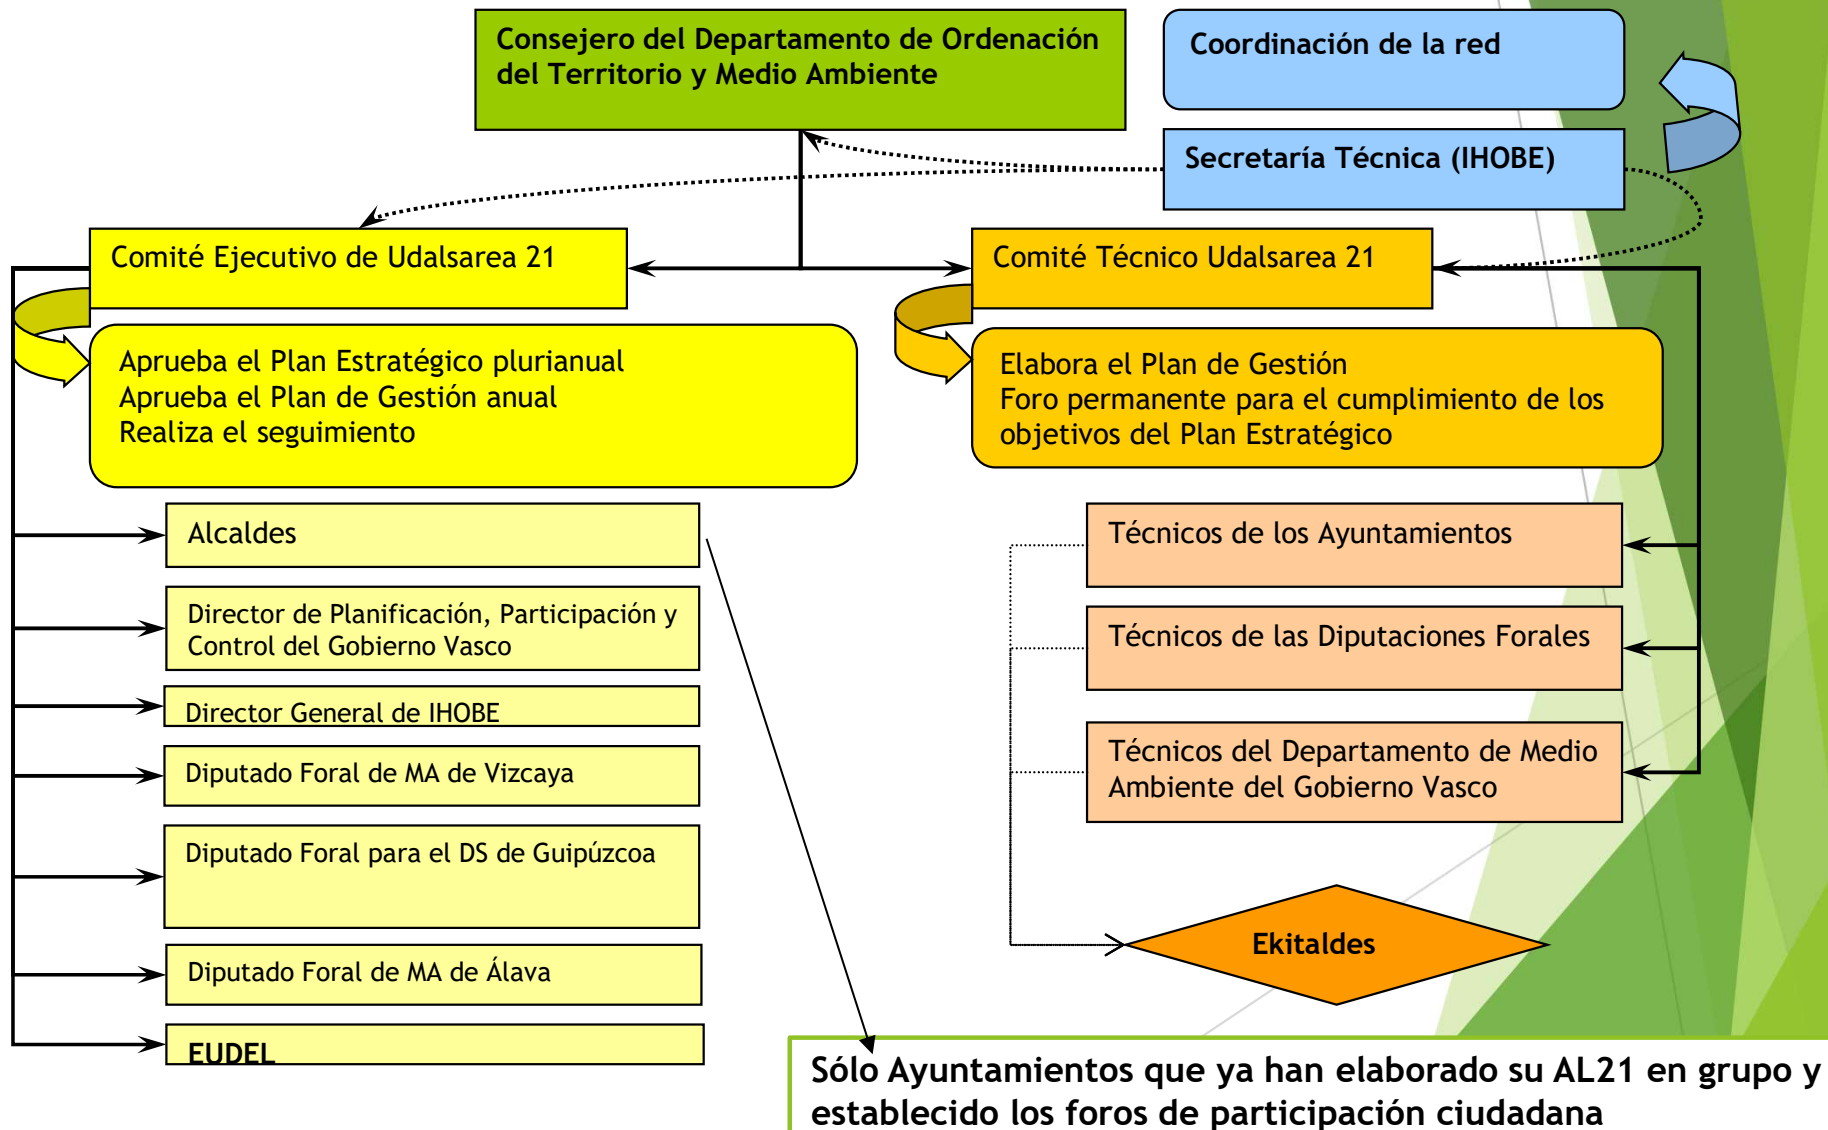 Consejero del Departamento de Ordenación
del Territorio y Medio Ambiente
Coordinación de la red
Secretaría Técnica (IHOBE)
Comité Ejecutivo de Udalsarea 21
Comité Técnico Udalsarea 21
Aprueba el Plan Estratégico plurianual
Aprueba el Plan de Gestión anual
Realiza el seguimiento
Elabora el Plan de Gestión
Foro permanente para el cumplimiento de los
objetivos del Plan Estratégico
Alcaldes
Director de Planificación, Participación y
Control del Gobierno Vasco
Director General de IHOBE
Diputado Foral de MA de Vizcaya
Diputado Foral para el DS de Guipúzcoa
Diputado Foral de MA de Álava
EUDEL
Técnicos de los Ayuntamientos
Técnicos de las Diputaciones Forales
Técnicos del Departamento de Medio
Ambiente del Gobierno Vasco
Ekitaldes
Sólo Ayuntamientos que ya han elaborado su AL21 en grupo y
establecido los foros de participación ciudadana